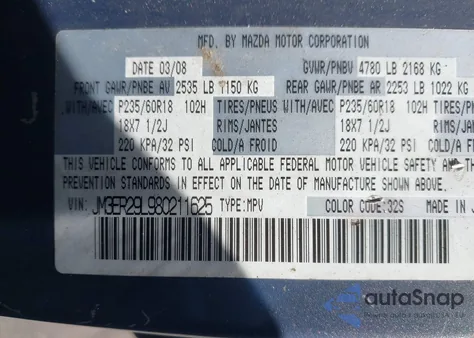 MFD. BY MAZDA MOTOR CORPORATION
DATE 03/08 GVWR/PNBV 4780 LB 2168 KG
FRONT GAWR/PNBE AV 2535 LB 1150 KG REAR GAWR/PNBE AR 2253 LB 1022 KG
WITH/AVEC P235/60R18 102H TIRES/PNEUS WITH/AVEC P235/60R18 102H
18X7 1/2J RIMS/JANTES 18X7 1/2J
220 KPA/32 PSI COLD/A FROID 220 KPA/32 PSI COLD/A
THIS VEHICLE CONFORMS TO ALL APPLICABLE FEDERAL MOTOR VEHICLE SAFETY AND
PREVENTION STANDARDS IN EFFECT ON THE DATE OF MANUFACTURE SHOWN
VIN: JM3ER29L980211625 TYPE:MPV COLOR CODE:32S MADE IN
autoSnap